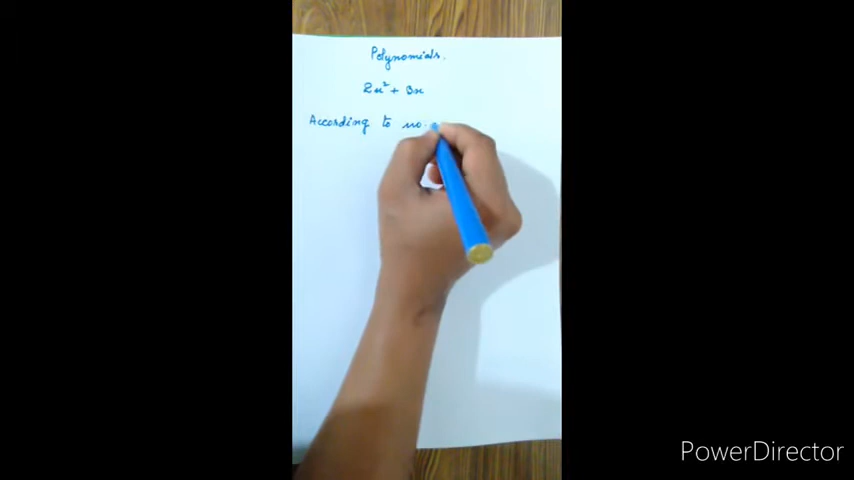 Polynomials.
2x² + 3x
According to no.
PowerDirector